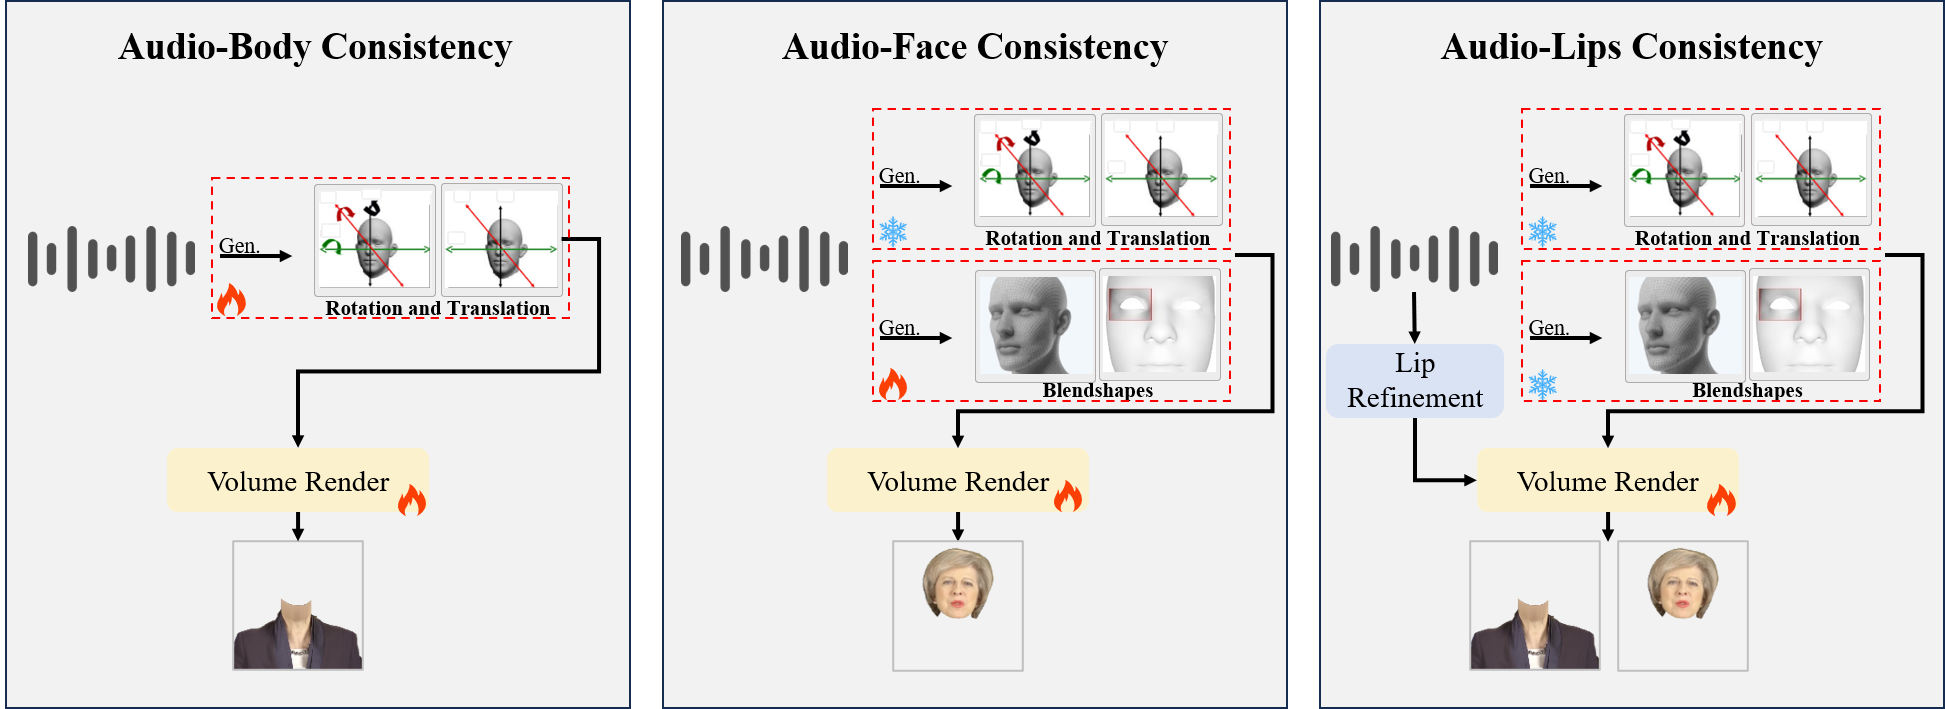 Audio-Body Consistency
Gen.
Rotation and Translation
Volume Render
Audio-Face Consistency
Gen.
Rotation and Translation
Gen.
Blendshapes
Volume Render
Audio-Lips Consistency
Gen.
Rotation and Translation
Gen.
Blendshapes
Lip
Refinement
Volume Render